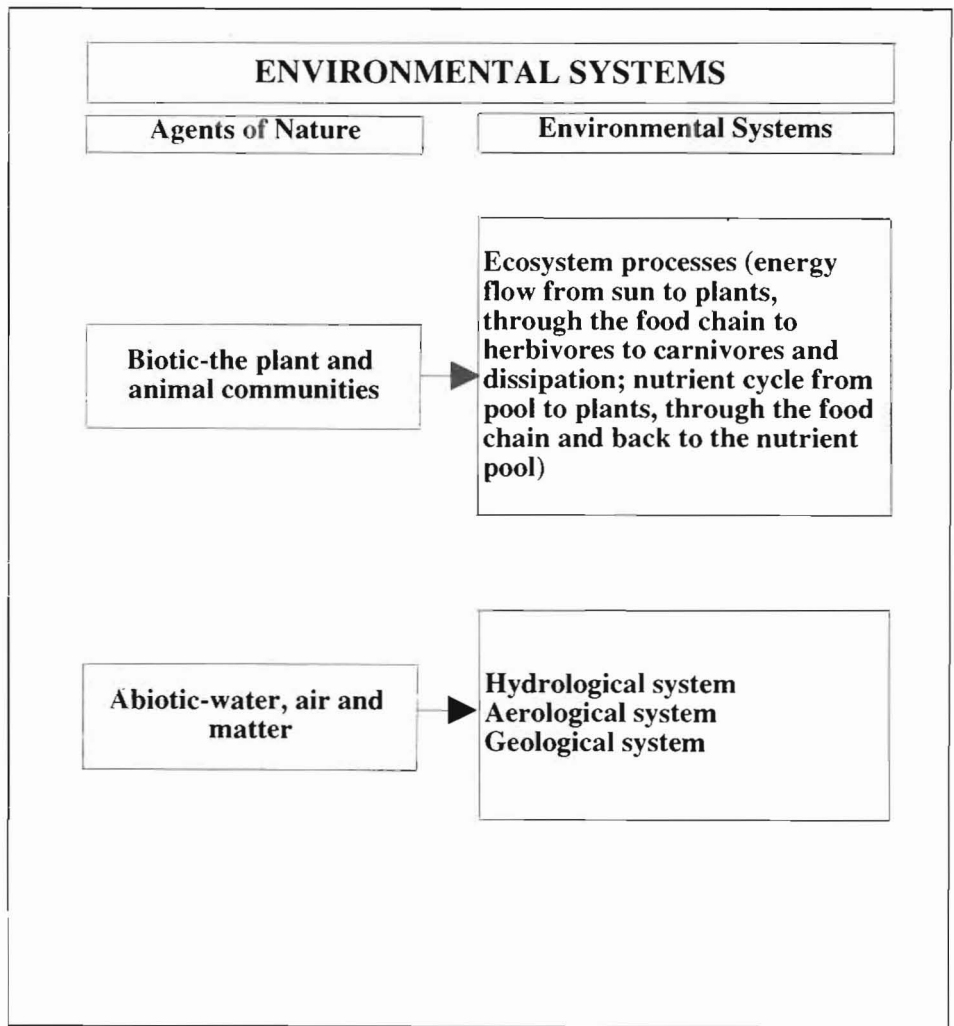 ENVIRONMENTAL SYSTEMS
Agents of Nature
Environmental Systems
Biotic-the plant and
animal communities
Ecosystem processes (energy
flow from sun to plants,
through the food chain to
herbivores to carnivores and
dissipation; nutrient cycle from
pool to plants, through the food
chain and back to the nutrient
pool)
Abiotic-water, air and
matter
Hydrological system
Aerological system
Geological system